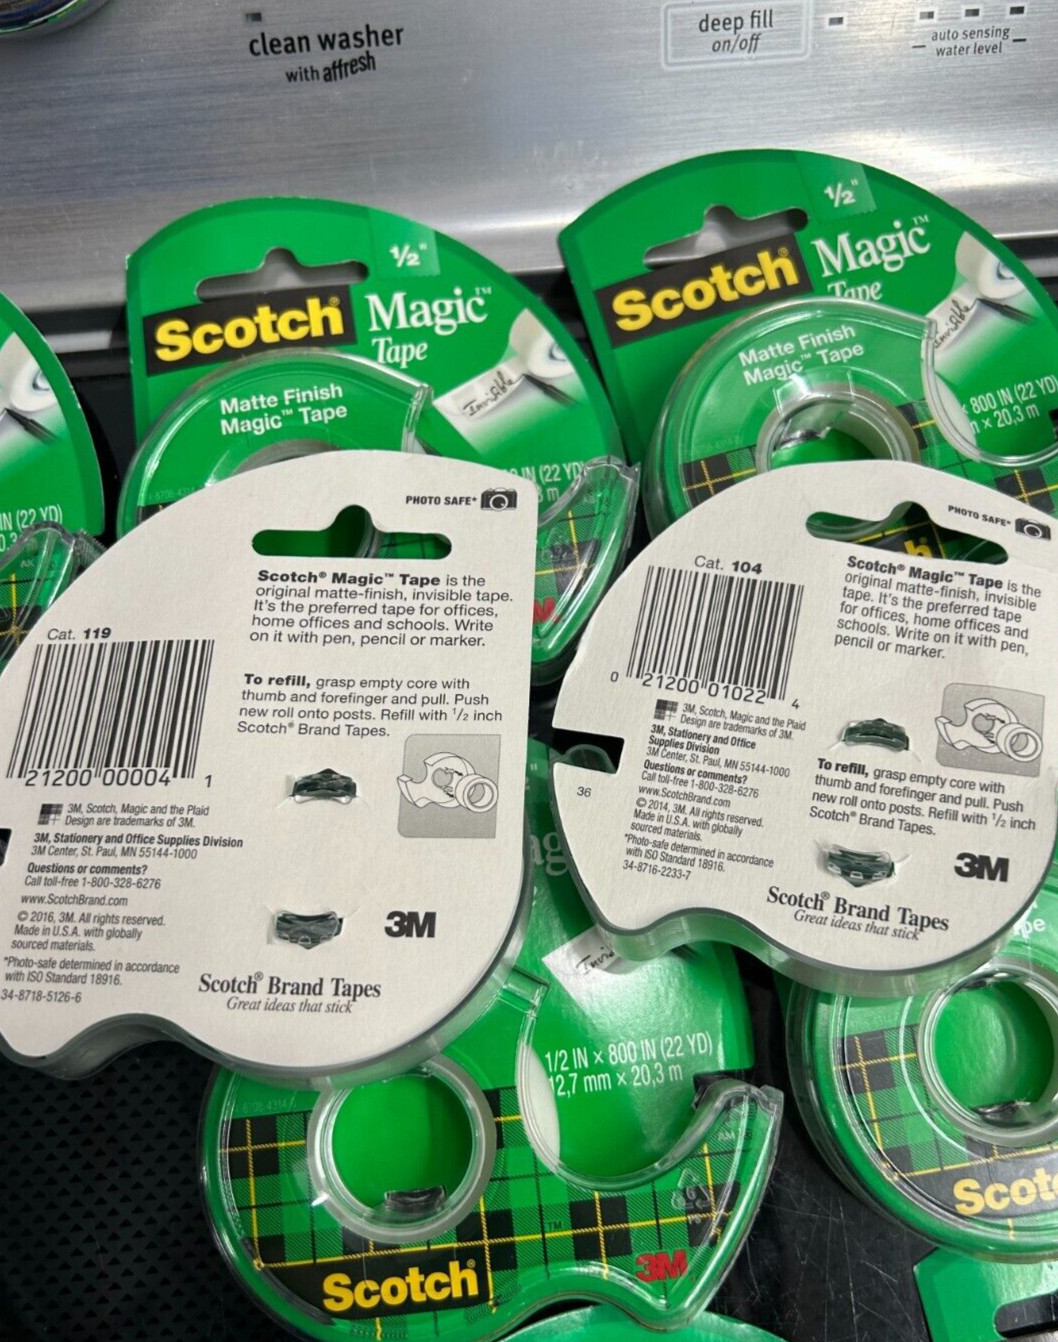 clean washer
with affresh
deep fill
on/off
auto sensing
water level
1/2"
Scotch®
Magic™
Tape
Matte Finish
Magic™ Tape
Invisible
IN (22 YD)
1/2"
Scotch®
Magic™
Tape
Matte Finish
Magic™ Tape
Invisible
800 IN (22 YD)
× 20,3 m
IN (22 YD)
PHOTO SAFE*
Scotch® Magic™ Tape is the
original matte-finish, invisible tape.
It's the preferred tape for offices,
home offices and schools. Write
on it with pen, pencil or marker.
Cat. 119
21200 00004 1
To refill, grasp empty core with
thumb and forefinger and pull. Push
new roll onto posts. Refill with 1/2 inch
Scotch® Brand Tapes.
3M, Scotch, Magic and the Plaid
Design are trademarks of 3M.
3M, Stationery and Office Supplies Division
3M Center, St. Paul, MN 55144-1000
Questions or comments?
Call toll-free 1-800-328-6276
www.ScotchBrand.com
© 2016, 3M. All rights reserved.
Made in U.S.A. with globally
sourced materials.
*Photo-safe determined in accordance
with ISO Standard 18916.
34-8718-5126-6
3M
Scotch® Brand Tapes
Great ideas that stick
PHOTO SAFE*
Cat. 104
0 21200 01022 4
Scotch® Magic™ Tape is the
original matte-finish, invisible
tape. It's the preferred tape
for offices, home offices and
schools. Write on it with pen,
pencil or marker.
3M, Scotch, Magic and the Plaid
Design are trademarks of 3M.
3M, Stationery and Office
Supplies Division
3M Center, St. Paul, MN 55144-1000
Questions or comments?
Call toll-free 1-800-328-6276
www.ScotchBrand.com
© 2014, 3M. All rights reserved.
Made in U.S.A. with globally
sourced materials.
*Photo-safe determined in accordance
with ISO Standard 18916.
34-8716-2233-7
36
To refill, grasp empty core with
thumb and forefinger and pull. Push
new roll onto posts. Refill with 1/2 inch
Scotch® Brand Tapes.
3M
Scotch® Brand Tapes
Great ideas that stick
1/2 IN × 800 IN (22 YD)
12,7 mm × 20,3 m
Scotch®
3M